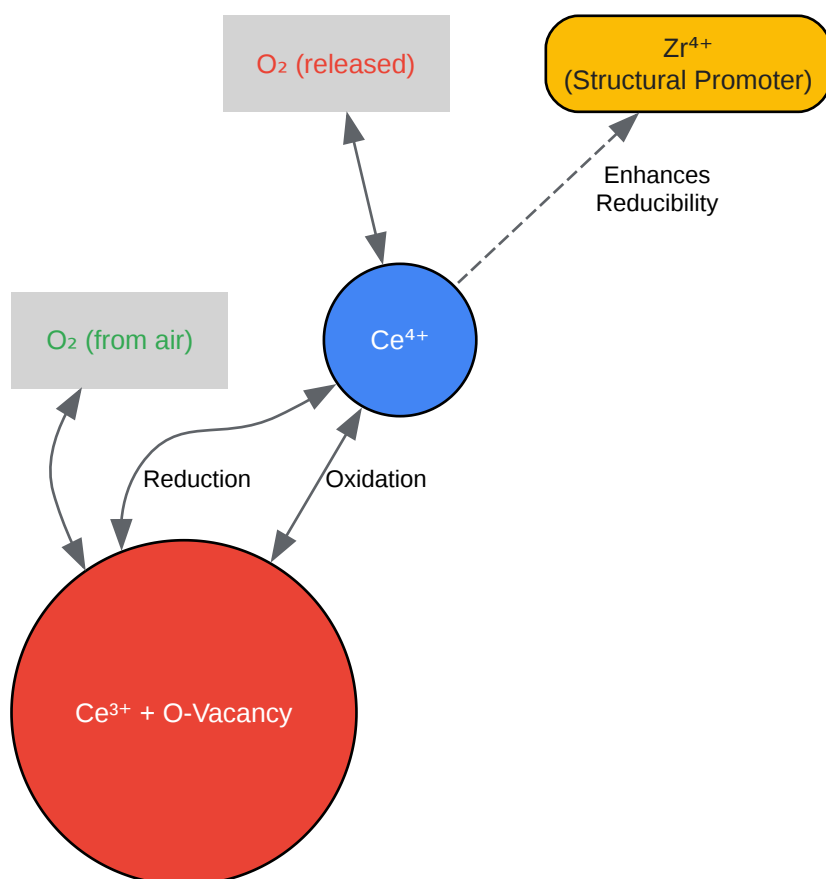 O₂ (released)
Zr⁴⁺
(Structural Promoter)
Enhances
Reducibility
O₂ (from air)
Ce⁴⁺
Reduction
Oxidation
Ce³⁺ + O-Vacancy